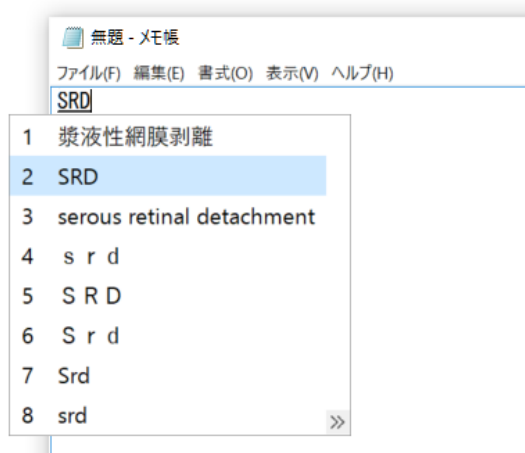 無題 - メモ帳
ファイル(F) 編集(E) 書式(O) 表示(V) ヘルプ(H)
SRD
1 漿液性網膜剥離
2 SRD
3 serous retinal detachment
4 ｓｒｄ
5 ＳＲＤ
6 Ｓｒｄ
7 Srd
8 srd
»